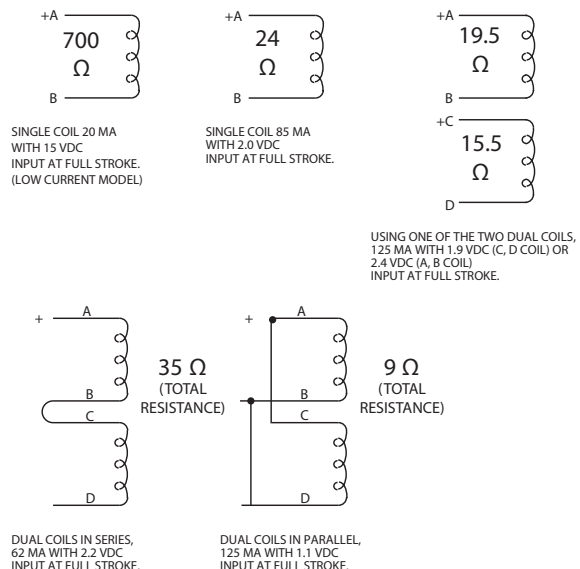 +A
700
Ω
B
SINGLE COIL 20 MA
WITH 15 VDC
INPUT AT FULL STROKE.
(LOW CURRENT MODEL)
+A
24
Ω
B
SINGLE COIL 85 MA
WITH 2.0 VDC
INPUT AT FULL STROKE.
+A
19.5
Ω
B
+C
15.5
Ω
D
USING ONE OF THE TWO DUAL COILS,
125 MA WITH 1.9 VDC (C, D COIL) OR
2.4 VDC (A, B COIL)
INPUT AT FULL STROKE.
+
A
B
C
D
35 Ω
(TOTAL
RESISTANCE)
DUAL COILS IN SERIES,
62 MA WITH 2.2 VDC
INPUT AT FULL STROKE.
+
A
B
C
D
9 Ω
(TOTAL
RESISTANCE)
DUAL COILS IN PARALLEL,
125 MA WITH 1.1 VDC
INPUT AT FULL STROKE.